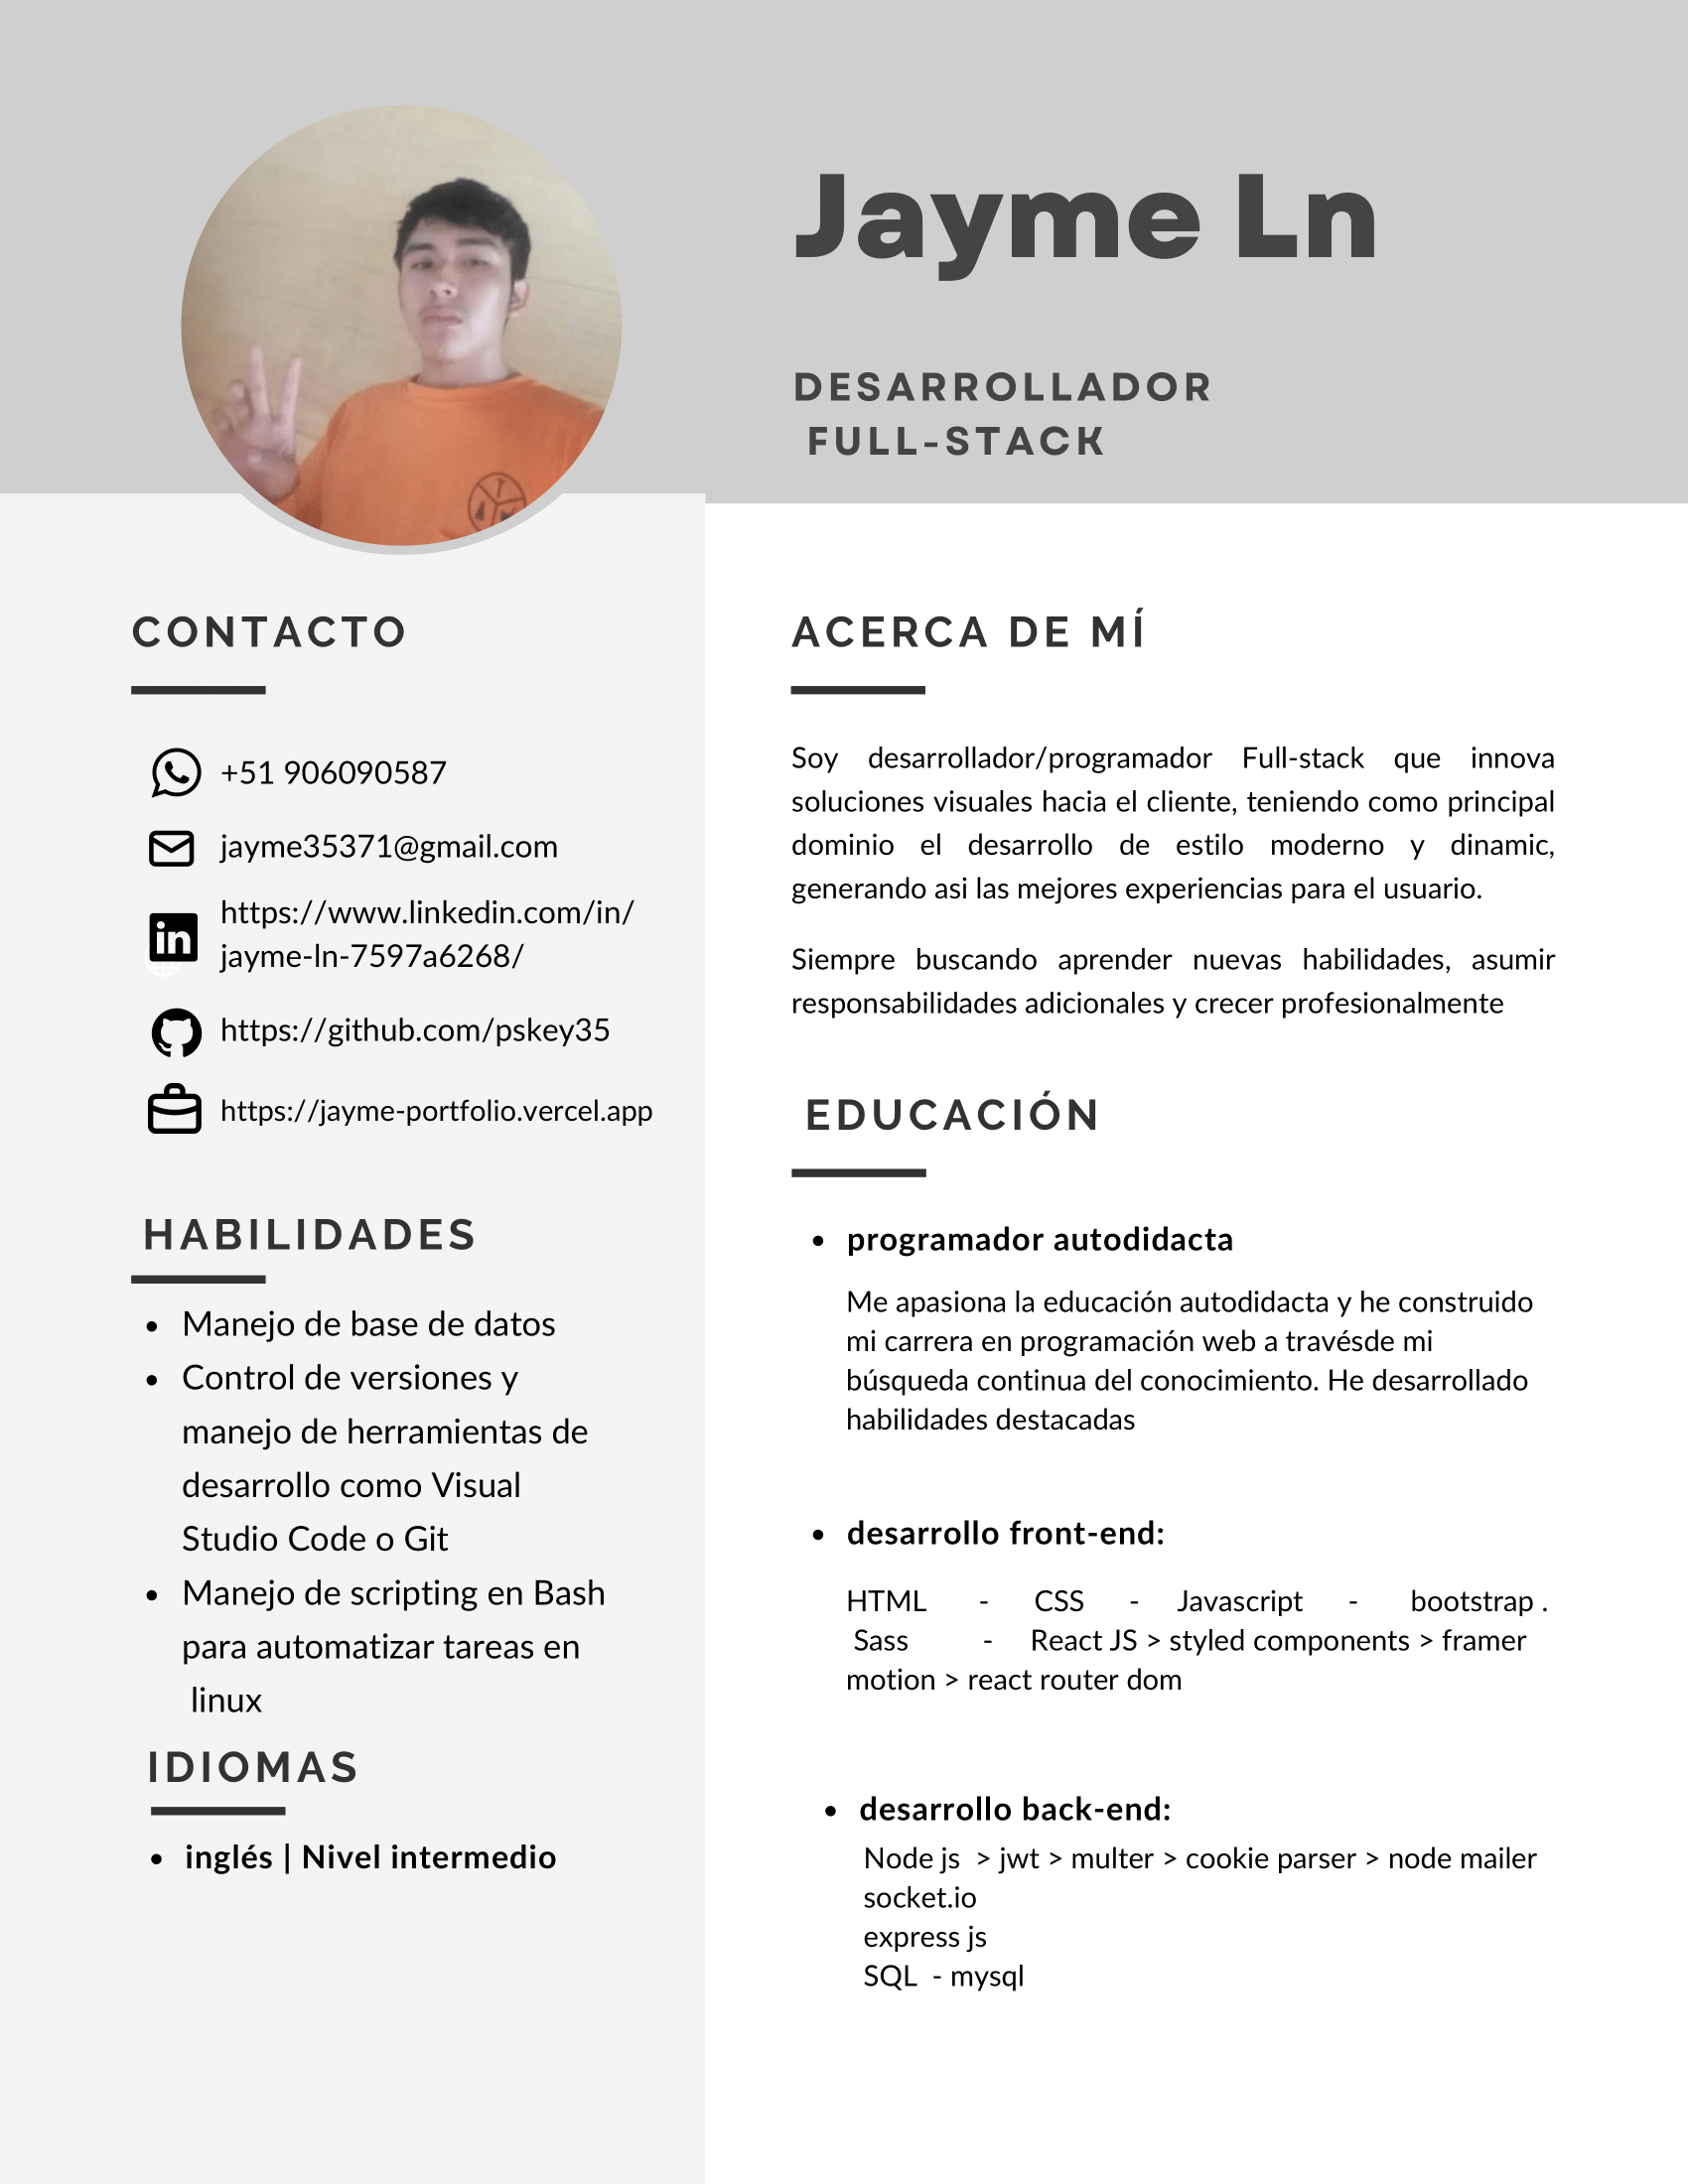 Jayme Ln
DESARROLLADOR
FULL-STACK
CONTACTO
+51 906090587
jayme35371@gmail.com
https://www.linkedin.com/in/
jayme-ln-7597a6268/
https://github.com/pskey35
https://jayme-portfolio.vercel.app
HABILIDADES
• Manejo de base de datos
• Control de versiones y
manejo de herramientas de
desarrollo como Visual
Studio Code o Git
• Manejo de scripting en Bash
para automatizar tareas en
linux
IDIOMAS
• inglés | Nivel intermedio
ACERCA DE MÍ
Soy desarrollador/programador Full-stack que innova
soluciones visuales hacia el cliente, teniendo como principal
dominio el desarrollo de estilo moderno y dinamic,
generando asi las mejores experiencias para el usuario.
Siempre buscando aprender nuevas habilidades, asumir
responsabilidades adicionales y crecer profesionalmente
EDUCACIÓN
• programador autodidacta
Me apasiona la educación autodidacta y he construido
mi carrera en programación web a travésde mi
búsqueda continua del conocimiento. He desarrollado
habilidades destacadas
• desarrollo front-end:
HTML - CSS - Javascript - bootstrap .
Sass - React JS > styled components > framer
motion > react router dom
• desarrollo back-end:
Node js > jwt > multer > cookie parser > node mailer
socket.io
express js
SQL - mysql